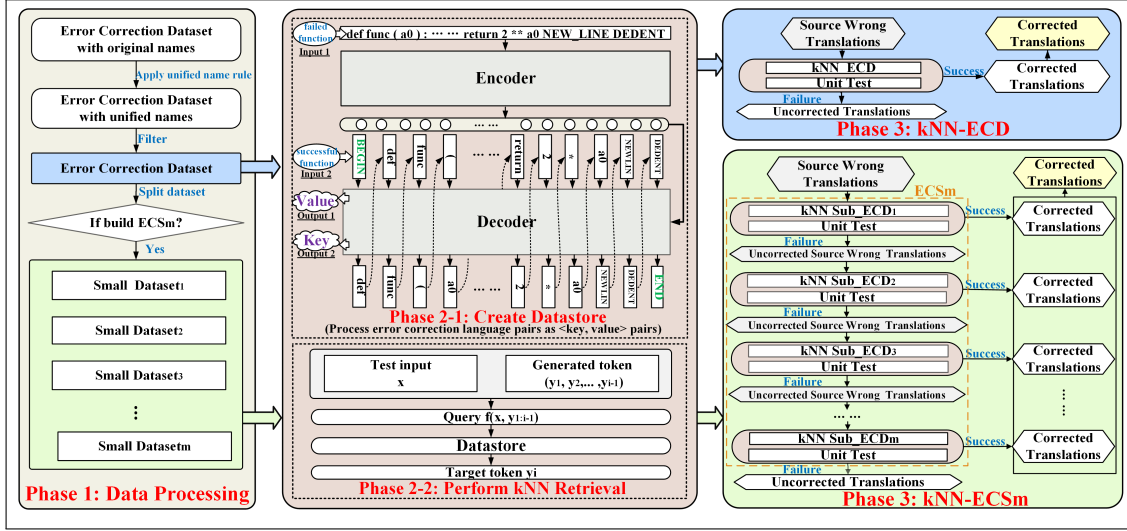 Error Correction Dataset
with original names
Apply unified name rule
Error Correction Dataset
with unified names
Filter
Error Correction Dataset
Split dataset
If build ECSm?
Yes
Small Dataset1
Small Dataset2
Small Dataset3
...
Small Datasetm
Phase 1: Data Processing
failed
function
Input 1
def func ( a0 ) : ··· ··· return 2 ** a0 NEW_LINE DEDENT
Encoder
... ...
successful
function
Input 2
BEGIN
def
func
(
a0
... ...
return
2
*
a0
NEWLIN
DEDENT
Value
Output 1
Decoder
Key
Output 2
def
func
(
a0
... ...
2
*
a0
NEWLIN
DEDENT
END
Phase 2-1: Create Datastore
(Process error correction language pairs as <key, value> pairs)
Test input
x
Generated token
(y1, y2,... ,yi-1)
Query f(x, y1:i-1)
Datastore
Target token yi
Phase 2-2: Perform kNN Retrieval
Source Wrong
Translations
kNN_ECD
Unit Test
Success
Corrected
Translations
Corrected
Translations
Failure
Uncorrected Translations
Phase 3: kNN-ECD
Source Wrong
Translations
Corrected
Translations
ECSm
kNN Sub_ECD1
Unit Test
Success
Corrected
Translations
Failure
Uncorrected Source Wrong Translations
kNN Sub_ECD2
Unit Test
Success
Corrected
Translations
Failure
Uncorrected Source Wrong Translations
kNN Sub_ECD3
Unit Test
Success
Corrected
Translations
Failure
Uncorrected Source Wrong Translations
... ...
kNN Sub_ECDm
Unit Test
Success
Corrected
Translations
Failure
Uncorrected Translations
Phase 3: kNN-ECSm